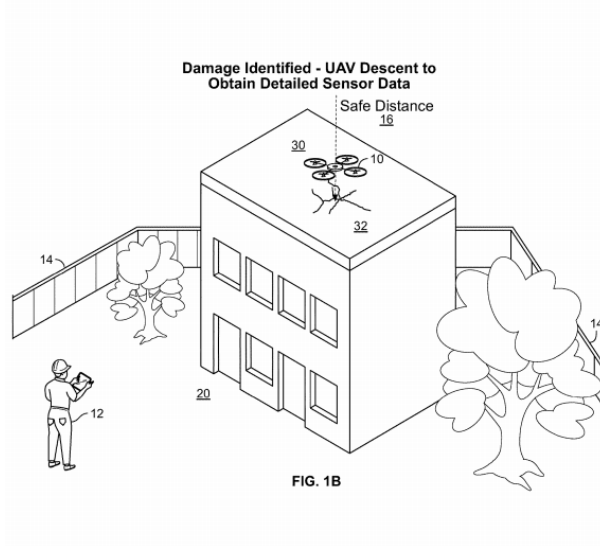 Damage Identified - UAV Descent to
Obtain Detailed Sensor Data
Safe Distance
16
30
10
32
14
14
20
12
FIG. 1B